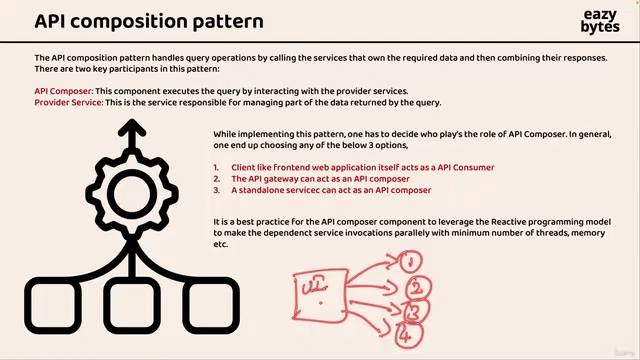 API composition pattern
eazy
bytes
The API composition pattern handles query operations by calling the services that own the required data and then combining their responses.
There are two key participants in this pattern:
API Composer: This component executes the query by interacting with the provider services.
Provider Service: This is the service responsible for managing part of the data returned by the query.
While implementing this pattern, one has to decide who play's the role of API Composer. In general,
one end up choosing any of the below 3 options,
1. Client like frontend web application itself acts as a API Consumer
2. The API gateway can act as an API composer
3. A standalone servicec can act as an API composer
It is a best practice for the API composer component to leverage the Reactive programming model
to make the dependenct service invocations parallely with minimum number of threads, memory
etc.
UI
1
2
3
4
Udemy